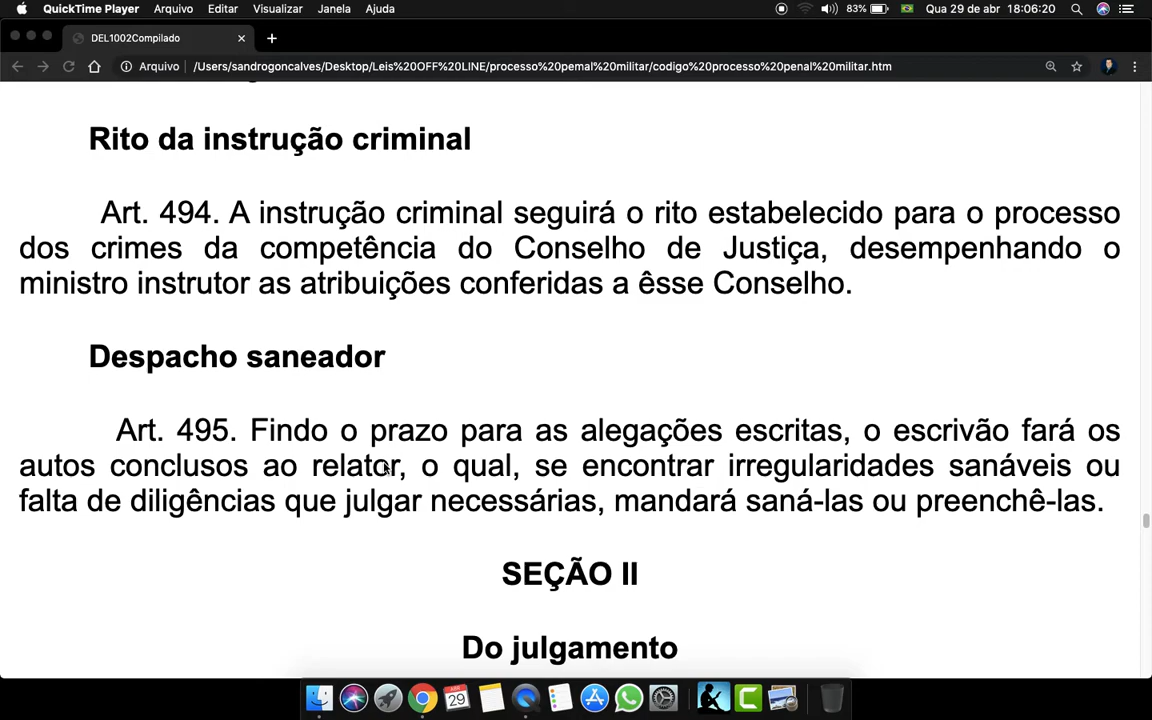 QuickTime Player Arquivo Editar Visualizar Janela Ajuda 83% Qua 29 de abr 18:06:20
DEL1002Compilado
Arquivo /Users/sandrogoncalves/Desktop/Leis%20OFF%20LINE/processo%20pemal%20militar/codigo%20processo%20penal%20militar.htm
Rito da instrução criminal
Art. 494. A instrução criminal seguirá o rito estabelecido para o processo
dos crimes da competência do Conselho de Justiça, desempenhando o
ministro instrutor as atribuições conferidas a êsse Conselho.
Despacho saneador
Art. 495. Findo o prazo para as alegações escritas, o escrivão fará os
autos conclusos ao relator, o qual, se encontrar irregularidades sanáveis ou
falta de diligências que julgar necessárias, mandará saná-las ou preenchê-las.
SEÇÃO II
Do julgamento
29